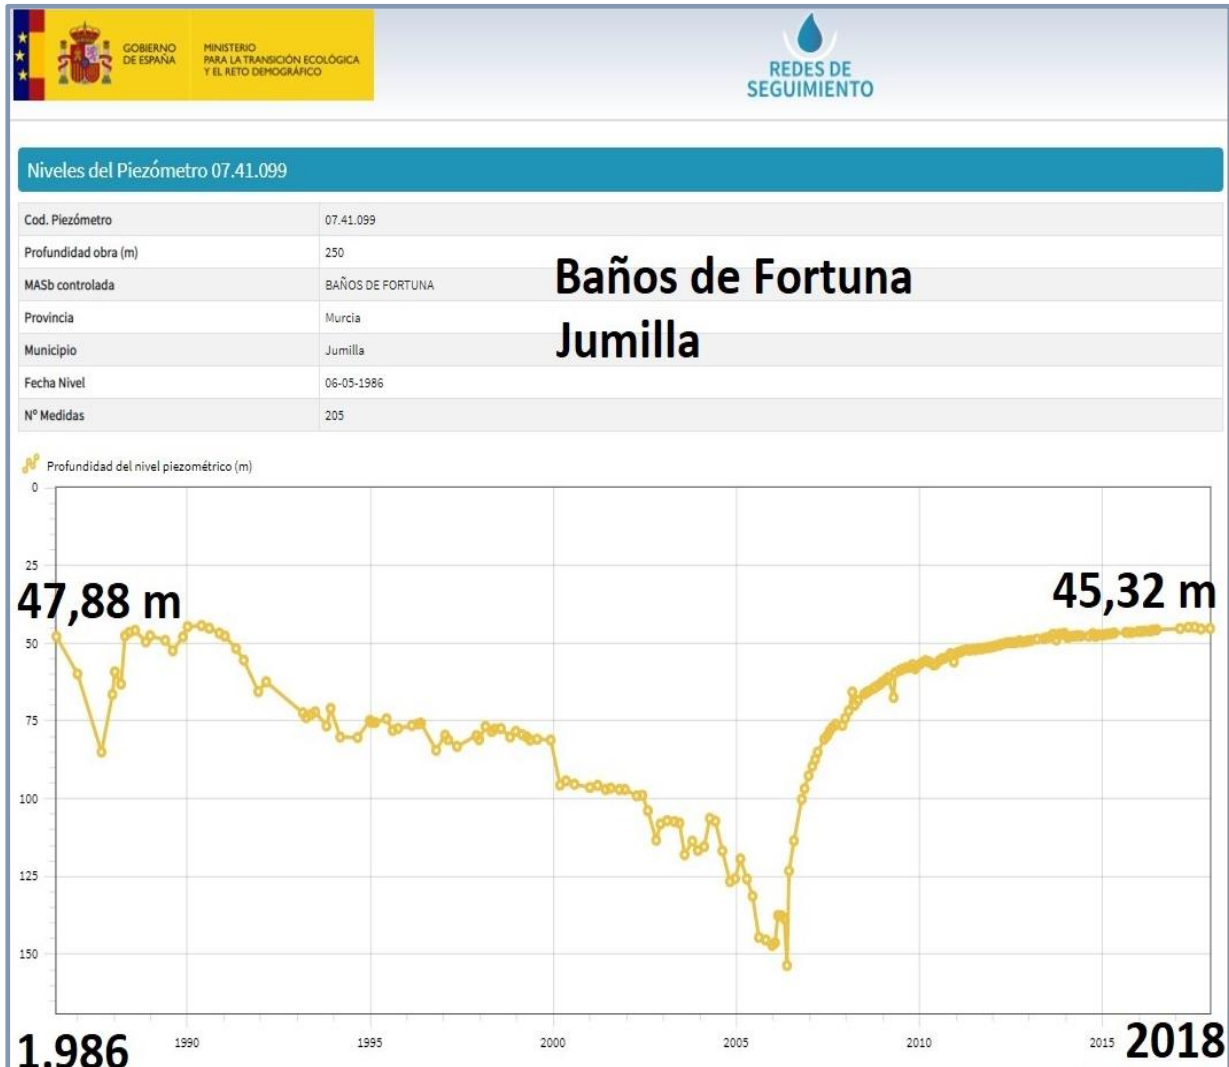 GOBIERNO
DE ESPAÑA
MINISTERIO
PARA LA TRANSICIÓN ECOLÓGICA
Y EL RETO DEMOGRÁFICO
REDES DE
SEGUIMIENTO
Niveles del Piezómetro 07.41.099
Cod. Piezómetro 07.41.099
Profundidad obra (m) 250
MASb controlada BAÑOS DE FORTUNA
Provincia Murcia
Municipio Jumilla
Fecha Nivel 06-05-1986
Nº Medidas 205
Baños de Fortuna
Jumilla
Profundidad del nivel piezométrico (m)
0
25
47,88 m
45,32 m
50
75
100
125
150
1.986 1990 1995 2000 2005 2010 2015 2018